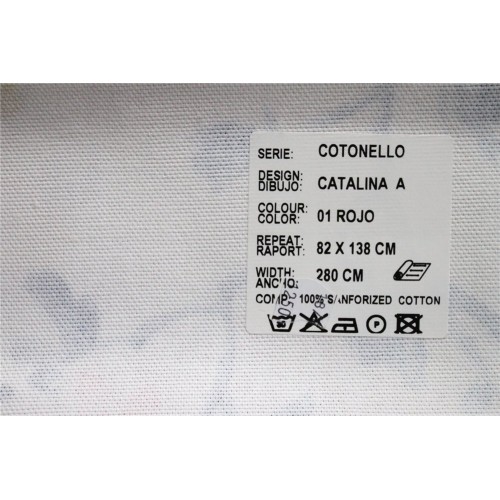 SERIE: COTONELLO
DESIGN:
DIBUJO: CATALINA A
COLOUR:
COLOR: 01 ROJO
REPEAT
RAPORT: 82 X 138 CM
WIDTH:
ANCHO: 280 CM
COMP. 100% SANFORIZED COTTON